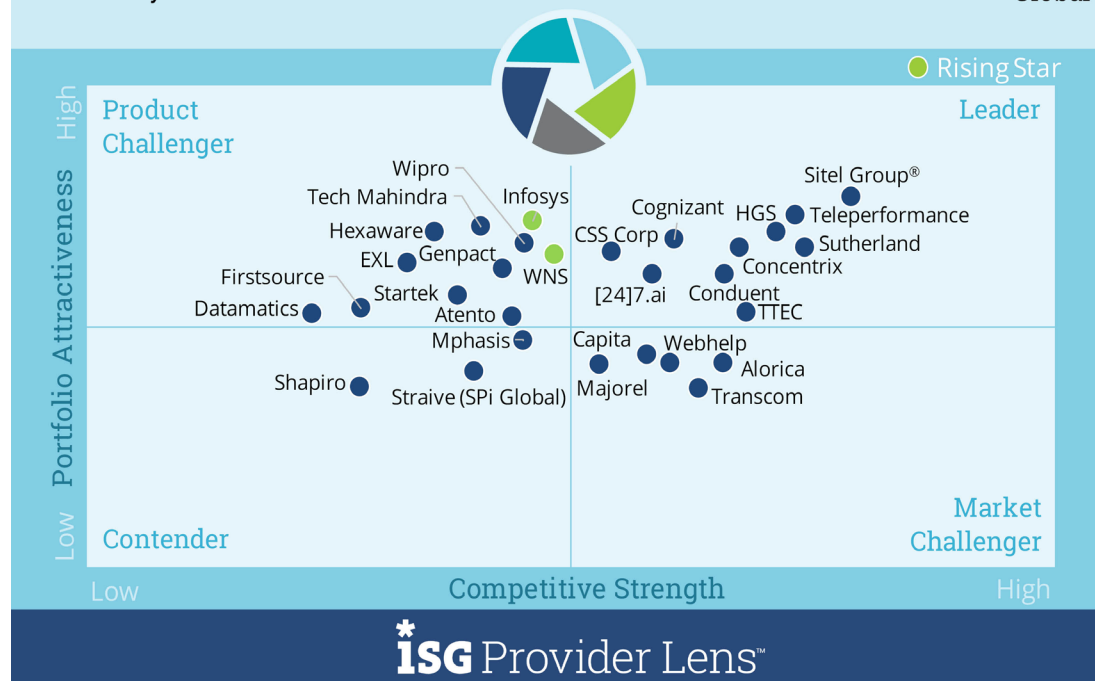 Rising Star
High
Product
Challenger
Leader
Wipro
Sitel Group®
Tech Mahindra
Infosys
Cognizant
HGS
Teleperformance
Hexaware
CSS Corp
Sutherland
EXL
Genpact
WNS
Concentrix
Firstsource
Startek
[24]7.ai
Conduent
Datamatics
Atento
TTEC
Mphasis
Capita
Webhelp
Alorica
Shapiro
Straive (SPi Global)
Majorel
Transcom
Portfolio Attractiveness
Low
Contender
Market
Challenger
Low
Competitive Strength
High
*iSG Provider Lens™